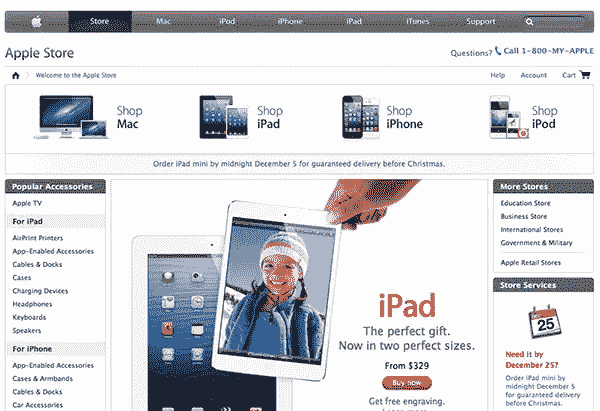 Store Mac iPod iPhone iPad iTunes Support
Apple Store
Questions? Call 1-800-MY-APPLE
Welcome to the Apple Store
Help Account Cart
Shop Mac
Shop iPad
Shop iPhone
Shop iPod
Order iPad mini by midnight December 5 for guaranteed delivery before Christmas.
Popular Accessories
Apple TV
For iPad
AirPrint Printers
App-Enabled Accessories
Cables & Docks
Cases
Charging Devices
Headphones
Keyboards
Speakers
For iPhone
App-Enabled Accessories
Cases & Armbands
Cables & Docks
Car Accessories
iPad
The perfect gift.
Now in two perfect sizes.
From $329
Buy now
Get free engraving.
More Stores
Education Store
Business Store
International Stores
Government & Military
Apple Retail Stores
Store Services
DEC
25
Need it by
December 25?
Order iPad mini by
midnight December 5
for guaranteed delivery
before Christmas.